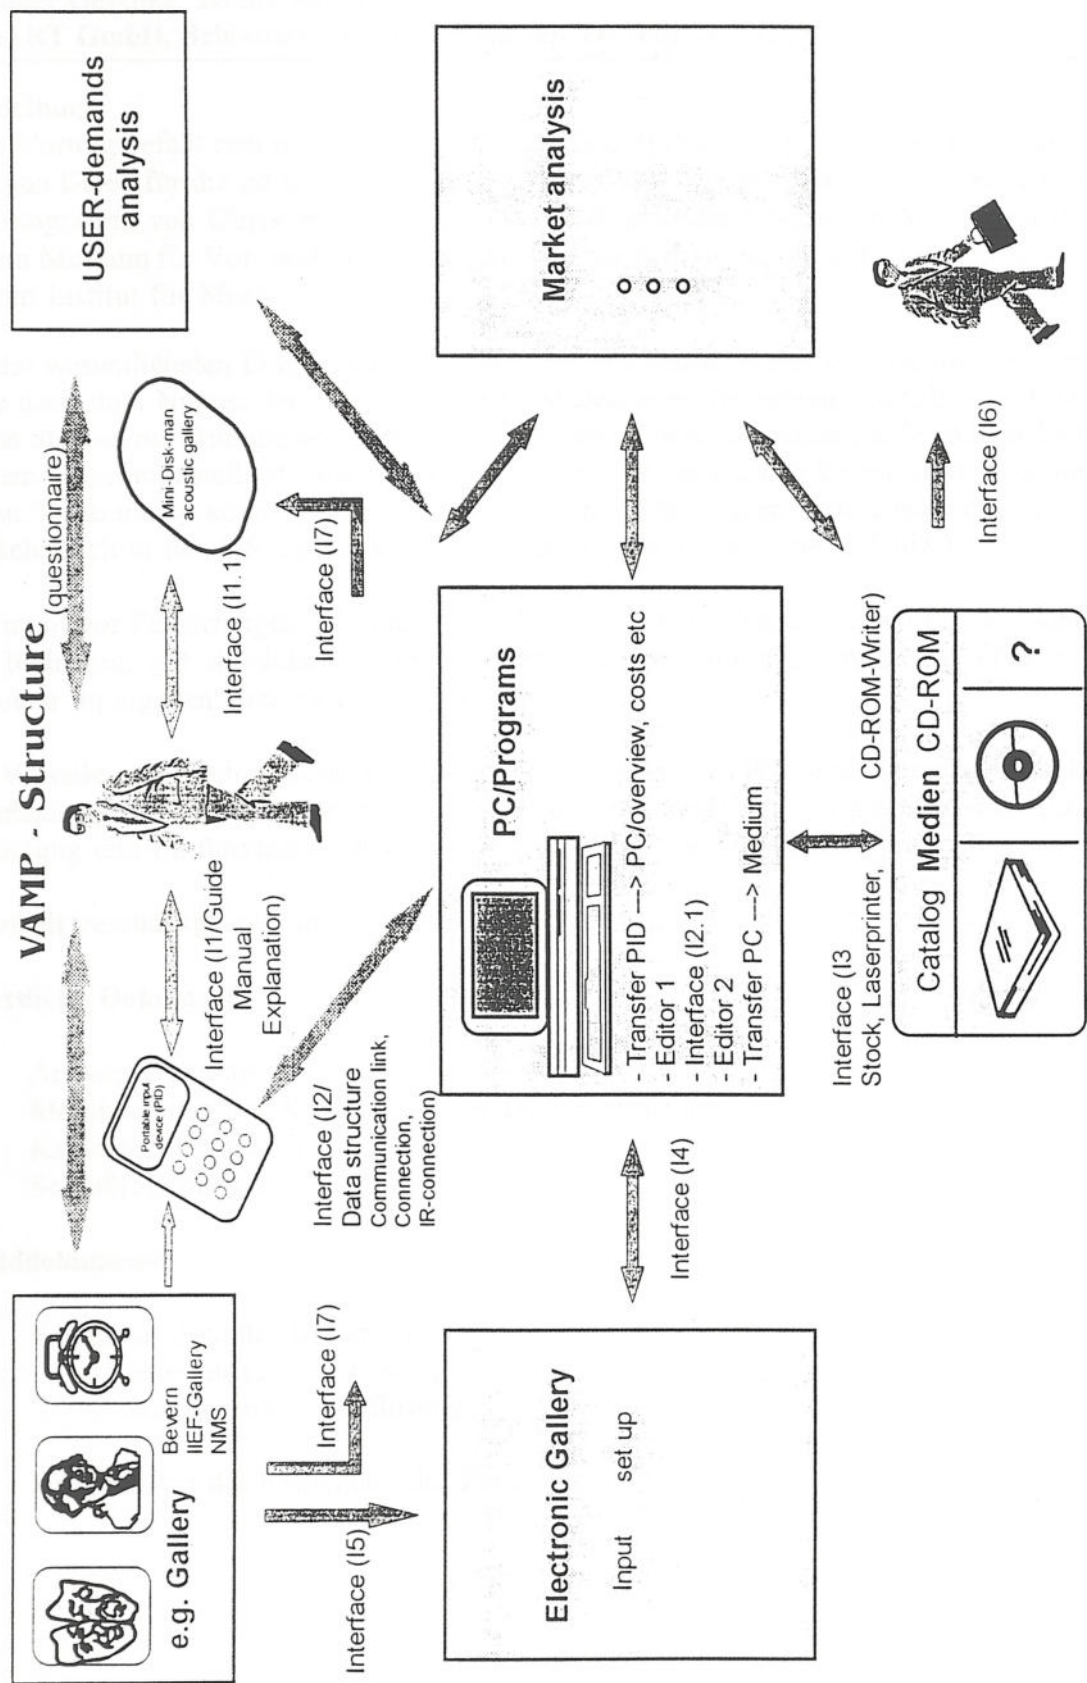 VAMP - Structure
e.g. Gallery
Bevern
IIEF-Gallery
NMS
Portable input
device (PID)
Interface (I1/Guide
Manual
Explanation)
Interface (I1.1)
Mini-Disk-man
acoustic gallery
(questionnaire)
USER-demands
analysis
Interface (I5)
Interface (I7)
Interface (I2/
Data structure
Communication link,
Connection,
IR-connection)
Interface (I7)
Electronic Gallery
Input set up
Interface (I4)
PC/Programs
- Transfer PID ---> PC/overview, costs etc
- Editor 1
- Interface (I2.1)
- Editor 2
- Transfer PC ---> Medium
Market analysis
Interface (I3
Stock, Laserprinter, CD-ROM-Writer)
Catalog Medien CD-ROM
?
Interface (I6)